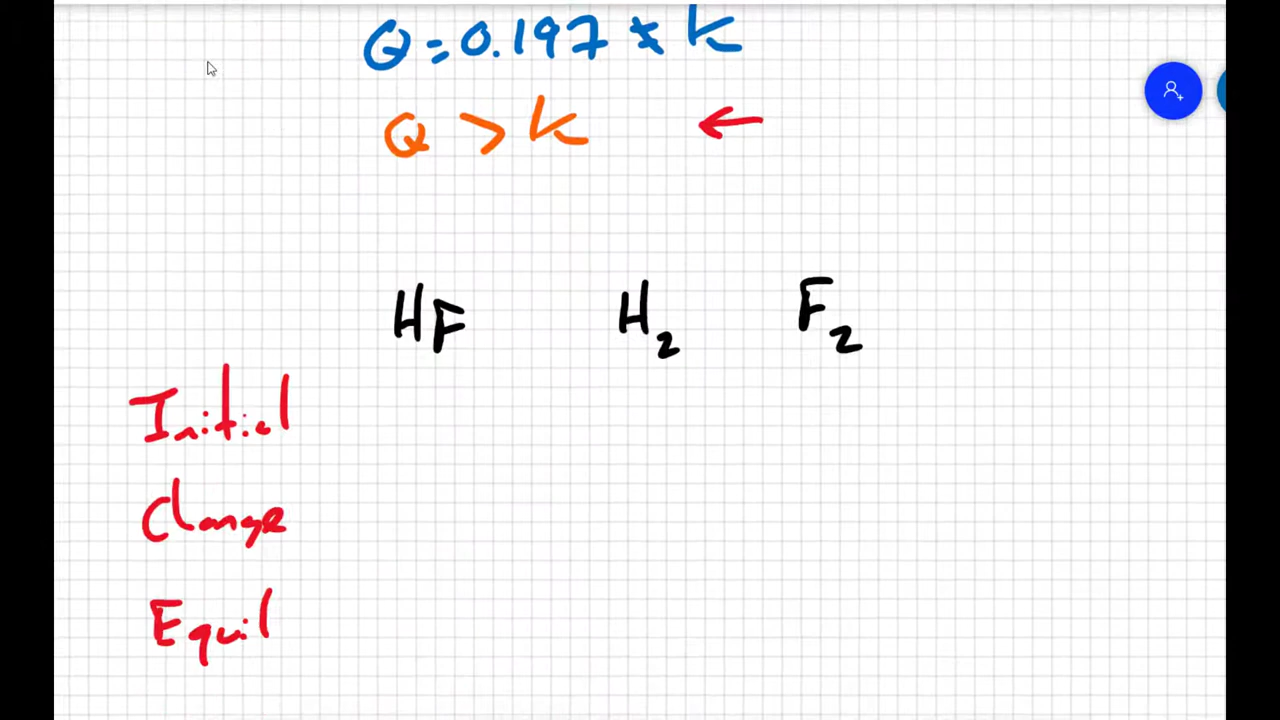 Q = 0.197 ≠ K
Q > K ←
HF H₂ F₂
Initial
Change
Equil